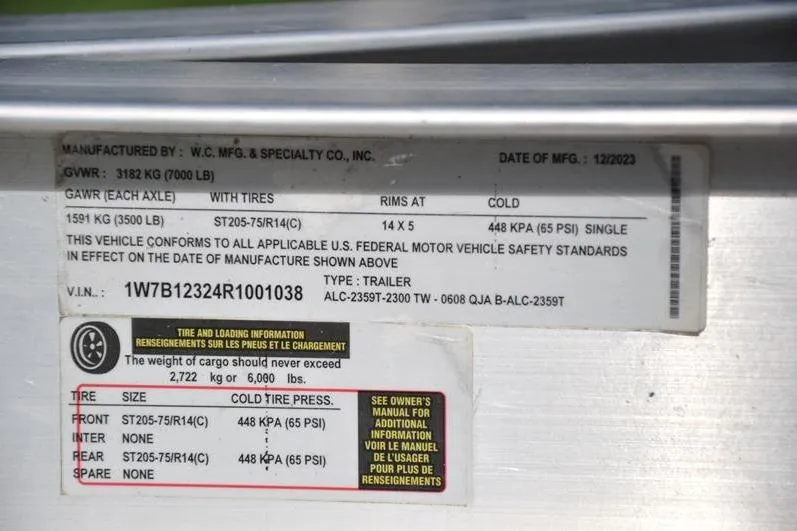 MANUFACTURED BY : W.C. MFG. & SPECIALTY CO., INC. DATE OF MFG. : 12/2023
GVWR : 3182 KG (7000 LB)
GAWR (EACH AXLE) WITH TIRES RIMS AT COLD
1591 KG (3500 LB) ST205-75/R14(C) 14 X 5 448 KPA (65 PSI) SINGLE
THIS VEHICLE CONFORMS TO ALL APPLICABLE U.S. FEDERAL MOTOR VEHICLE SAFETY STANDARDS
IN EFFECT ON THE DATE OF MANUFACTURE SHOWN ABOVE
V.I.N.. : 1W7B12324R1001038 TYPE : TRAILER
ALC-2359T-2300 TW - 0608 QJA B-ALC-2359T
TIRE AND LOADING INFORMATION
RENSEIGNEMENTS SUR LES PNEUS ET LE CHARGEMENT
The weight of cargo should never exceed
2,722 kg or 6,000 lbs.
TIRE SIZE COLD TIRE PRESS.
FRONT ST205-75/R14(C) 448 KPA (65 PSI)
INTER NONE
REAR ST205-75/R14(C) 448 KPA (65 PSI)
SPARE NONE
SEE OWNER'S
MANUAL FOR
ADDITIONAL
INFORMATION
VOIR LE MANUEL
DE L'USAGER
POUR PLUS DE
RENSEIGNEMENTS